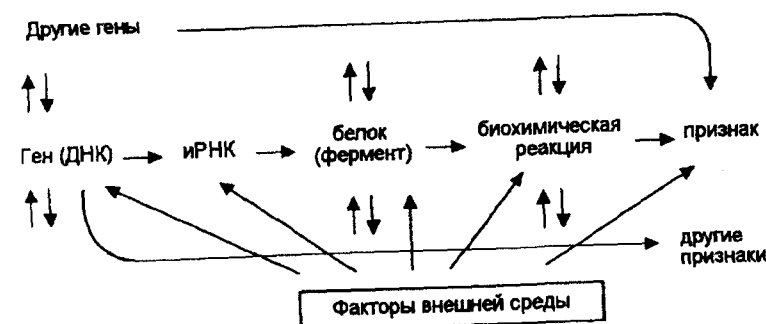 Другие гены
Ген (ДНК)
иРНК
белок
(фермент)
биохимическая
реакция
признак
другие
признаки
Факторы внешней среды